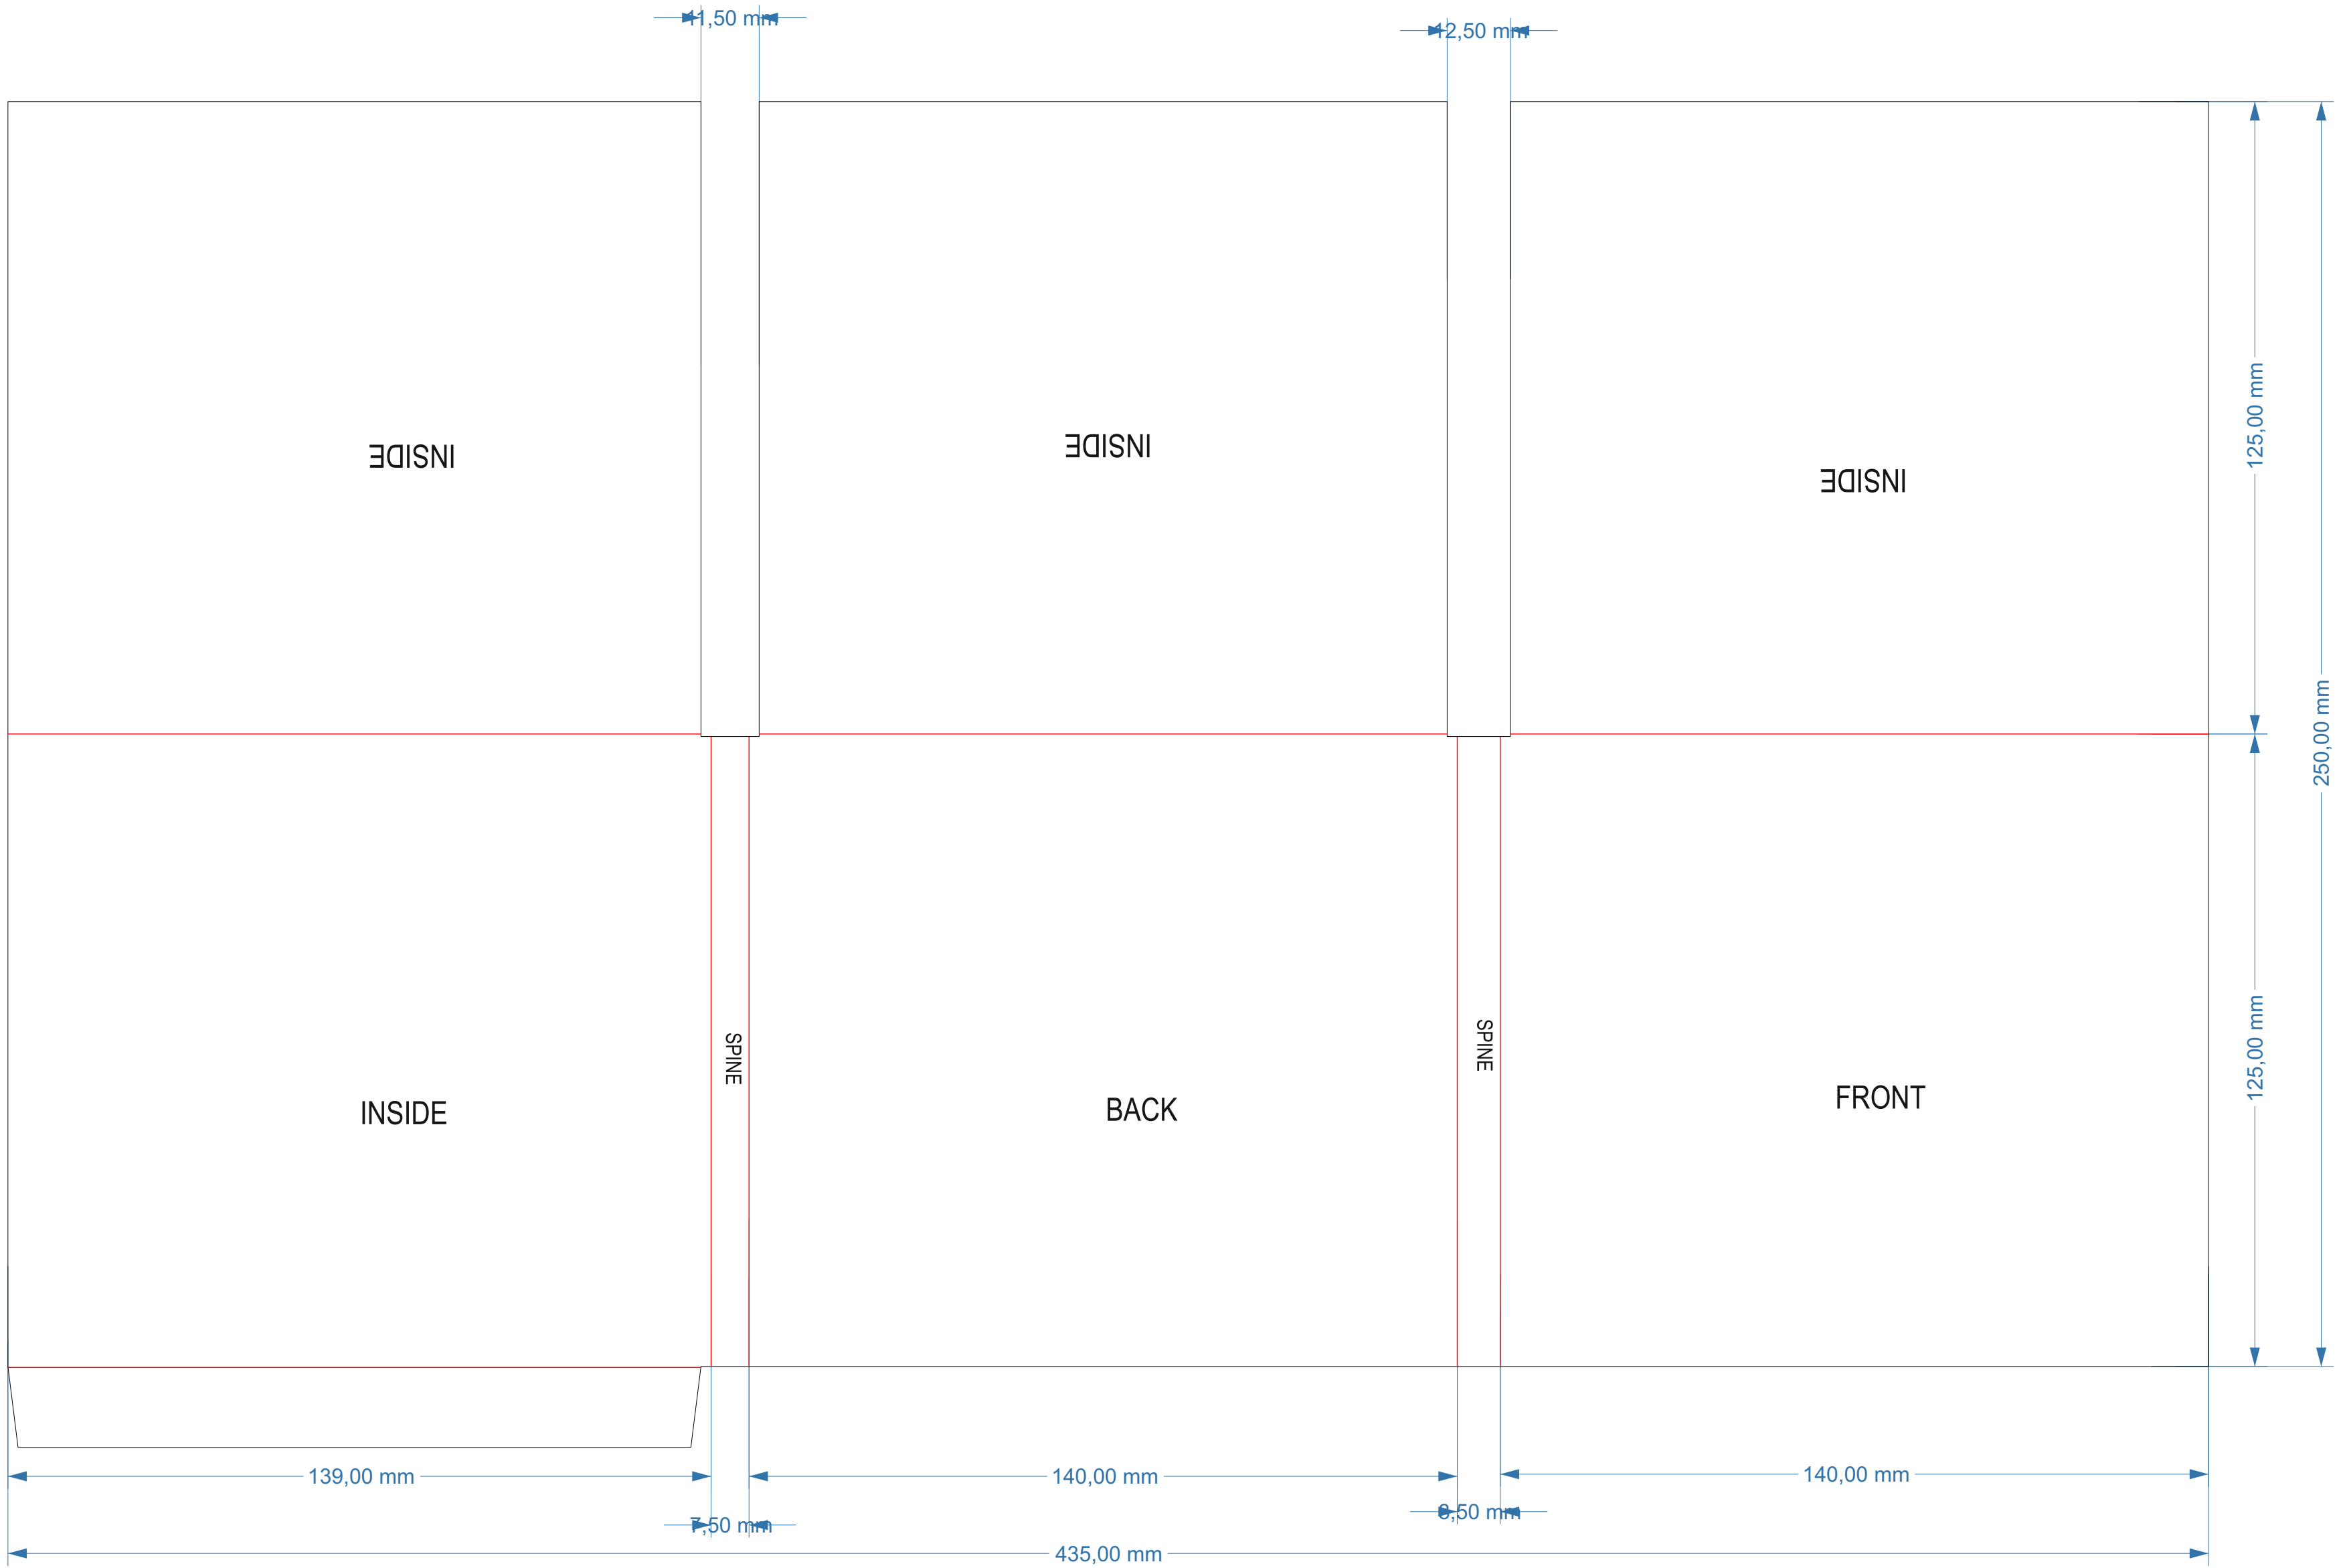 11,50 mm
12,50 mm
125,00 mm
INSIDE
INSIDE
INSIDE
250,00 mm
SPINE
SPINE
125,00 mm
INSIDE
BACK
FRONT
139,00 mm
140,00 mm
140,00 mm
8,50 mm
7,50 mm
435,00 mm